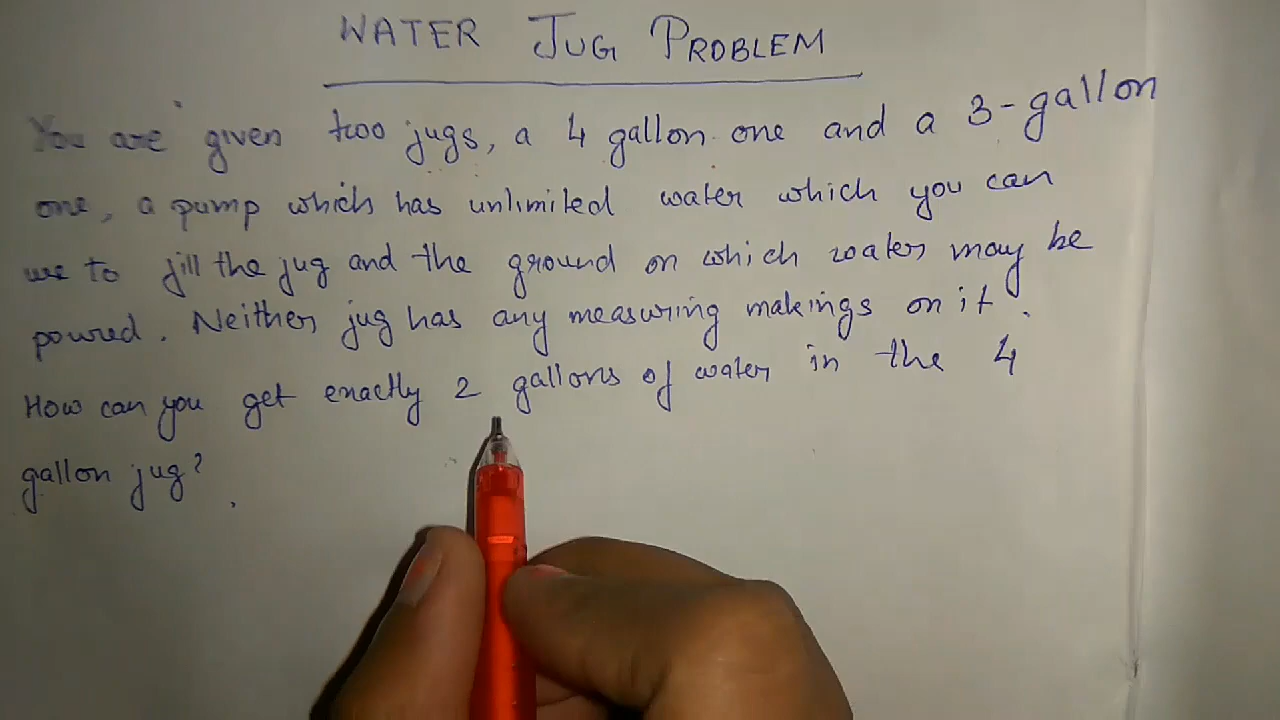 WATER JUG PROBLEM
You are given two jugs, a 4 gallon one and a 3-gallon
one, a pump which has unlimited water which you can
use to fill the jug and the ground on which water may be
poured. Neither jug has any measuring makings on it.
How can you get exactly 2 gallons of water in the 4
gallon jug?